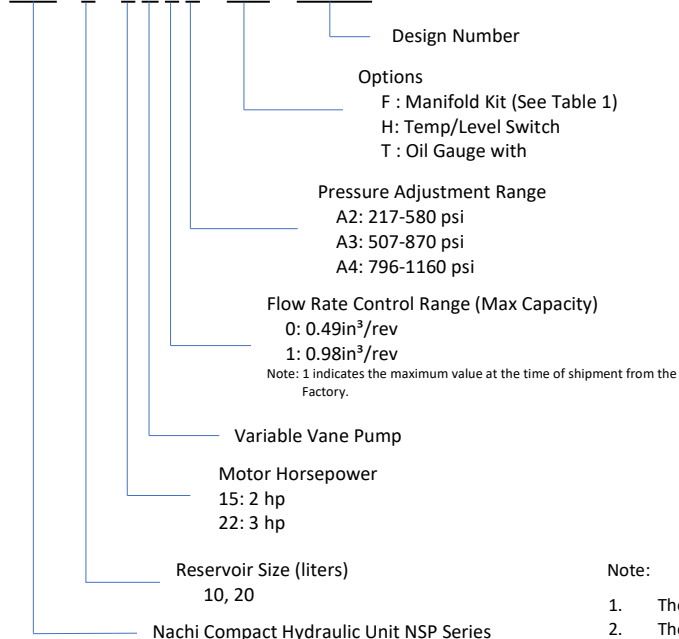 Design Number
Options
F : Manifold Kit (See Table 1)
H: Temp/Level Switch
T : Oil Gauge with
Pressure Adjustment Range
A2: 217-580 psi
A3: 507-870 psi
A4: 796-1160 psi
Flow Rate Control Range (Max Capacity)
0: 0.49in³/rev
1: 0.98in³/rev
Note: 1 indicates the maximum value at the time of shipment from the
Factory.
Variable Vane Pump
Motor Horsepower
15: 2 hp
22: 3 hp
Reservoir Size (liters)
10, 20
Nachi Compact Hydraulic Unit NSP Series
Note:
1. The
2. The